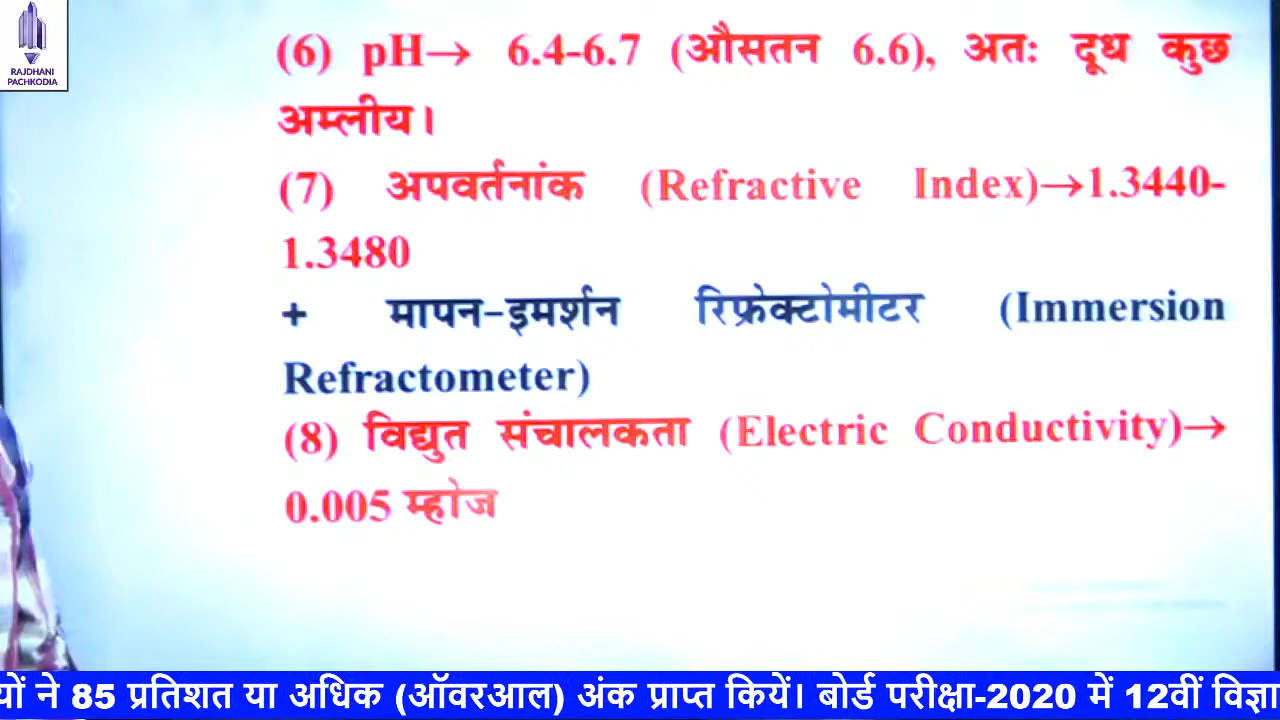 RAJDHANI
PACHKODIA
(6) pH→ 6.4-6.7 (औसतन 6.6), अतः दूध कुछ
अम्लीय।
(7) अपवर्तनांक (Refractive Index)→1.3440-
1.3480
+ मापन-इमर्शन रिफ्रेक्टोमीटर (Immersion
Refractometer)
(8) विद्युत संचालकता (Electric Conductivity)→
0.005 म्होज
यों ने 85 प्रतिशत या अधिक (ऑवरआल) अंक प्राप्त कियें। बोर्ड परीक्षा-2020 में 12वीं विज्ञा